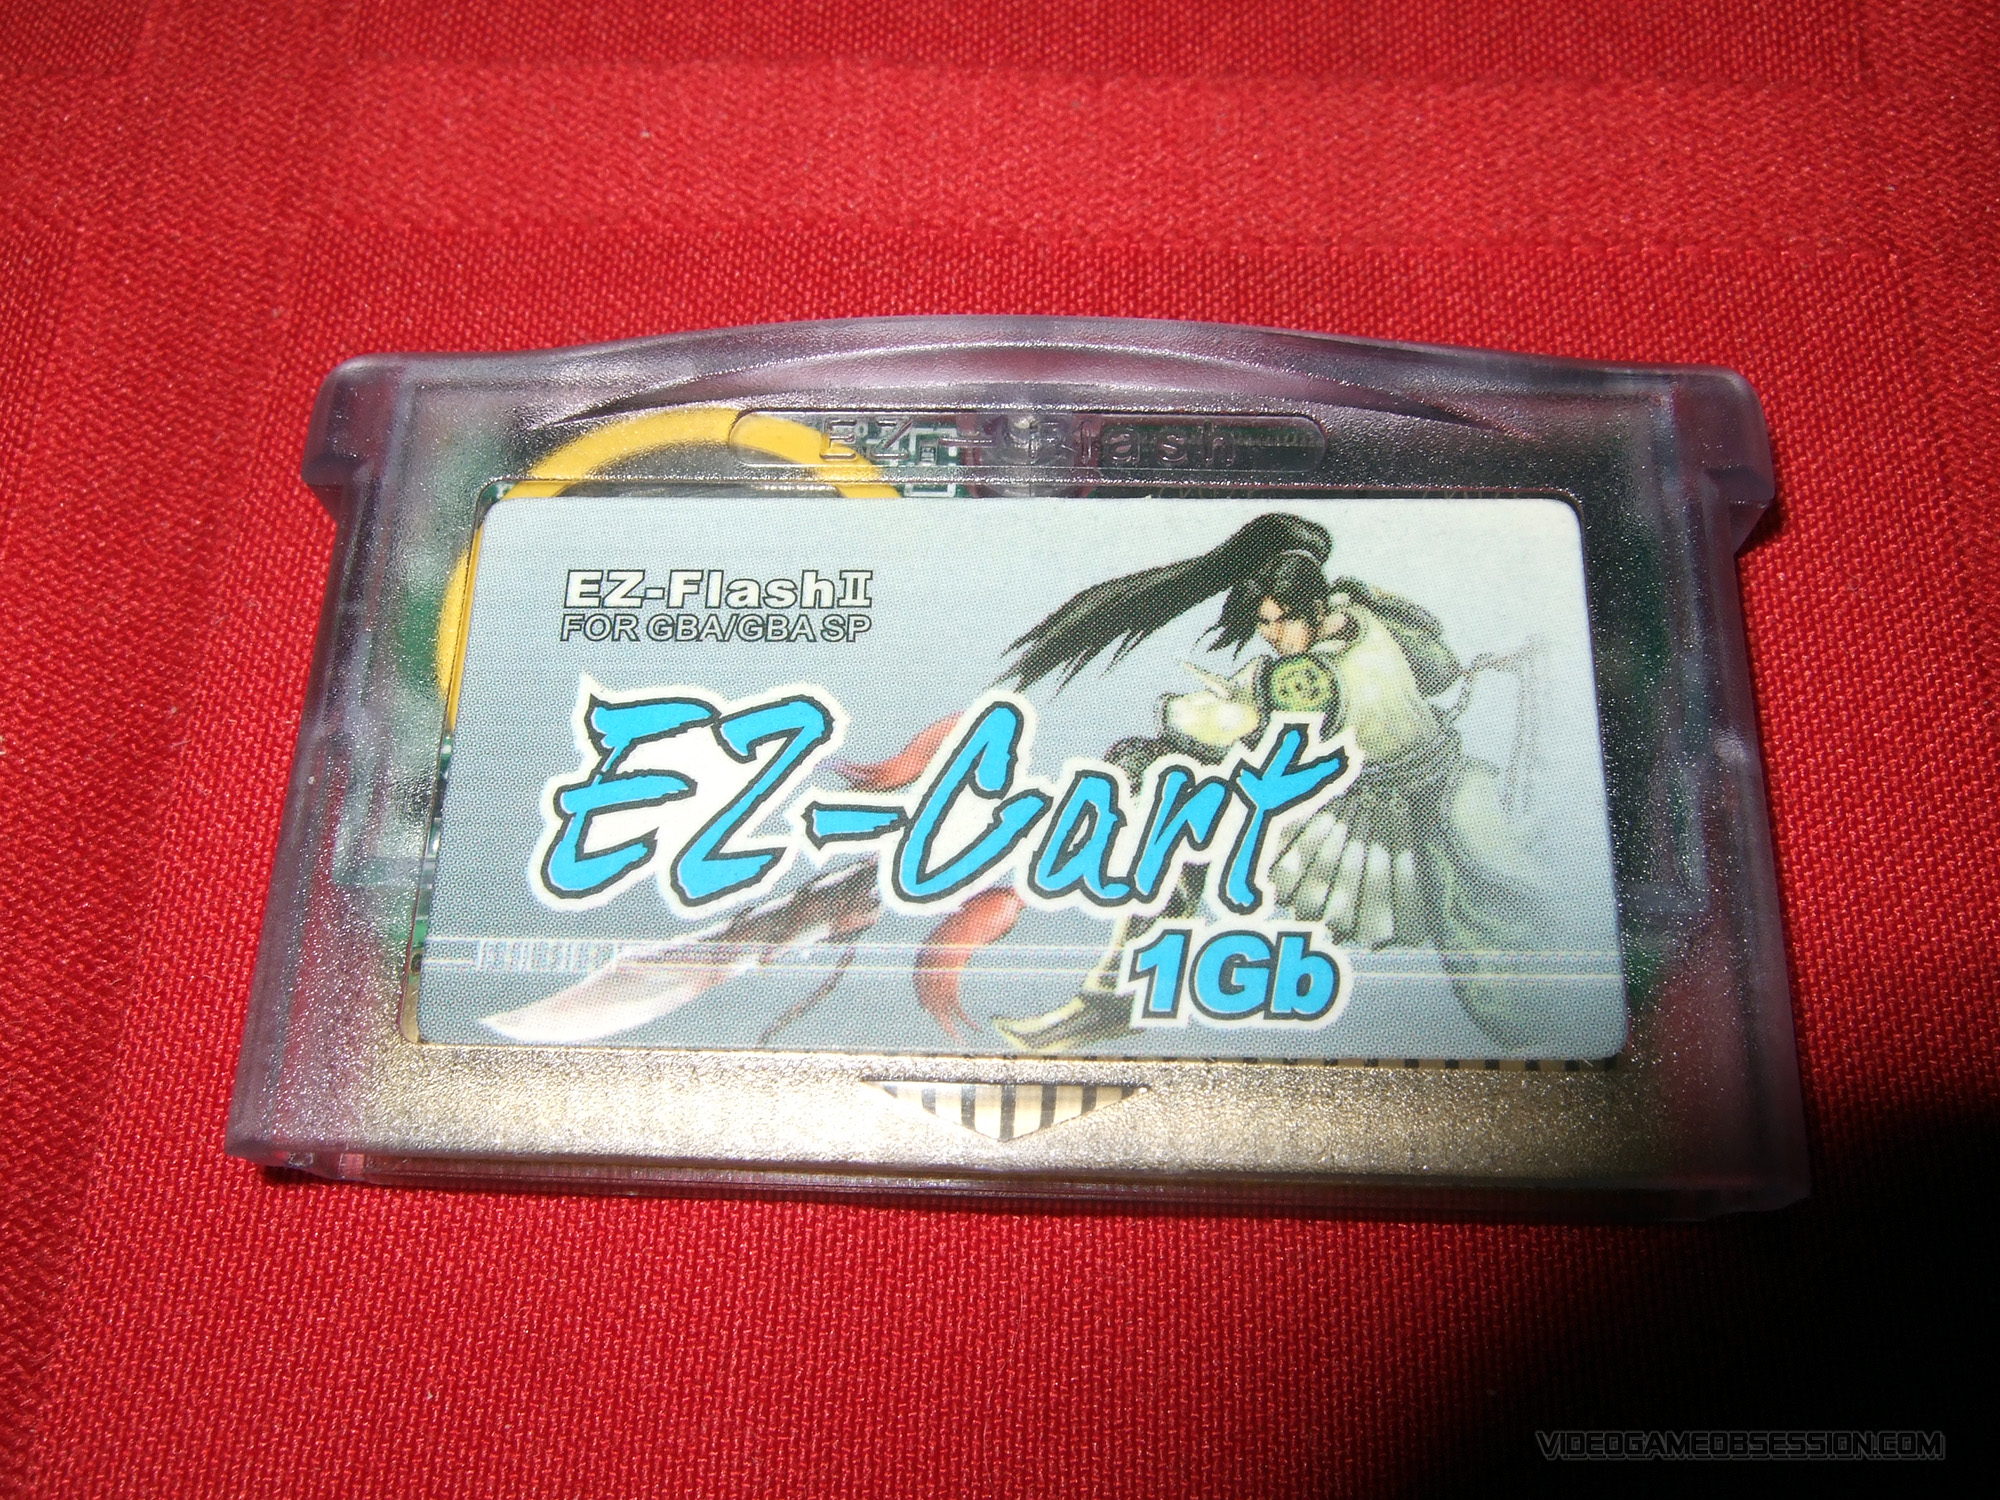 EZ-Flash
EZ-FlashⅡ
FOR GBA/GBA SP
EZ-Cart
1Gb
VIDEOGAMEOBSESSION.COM